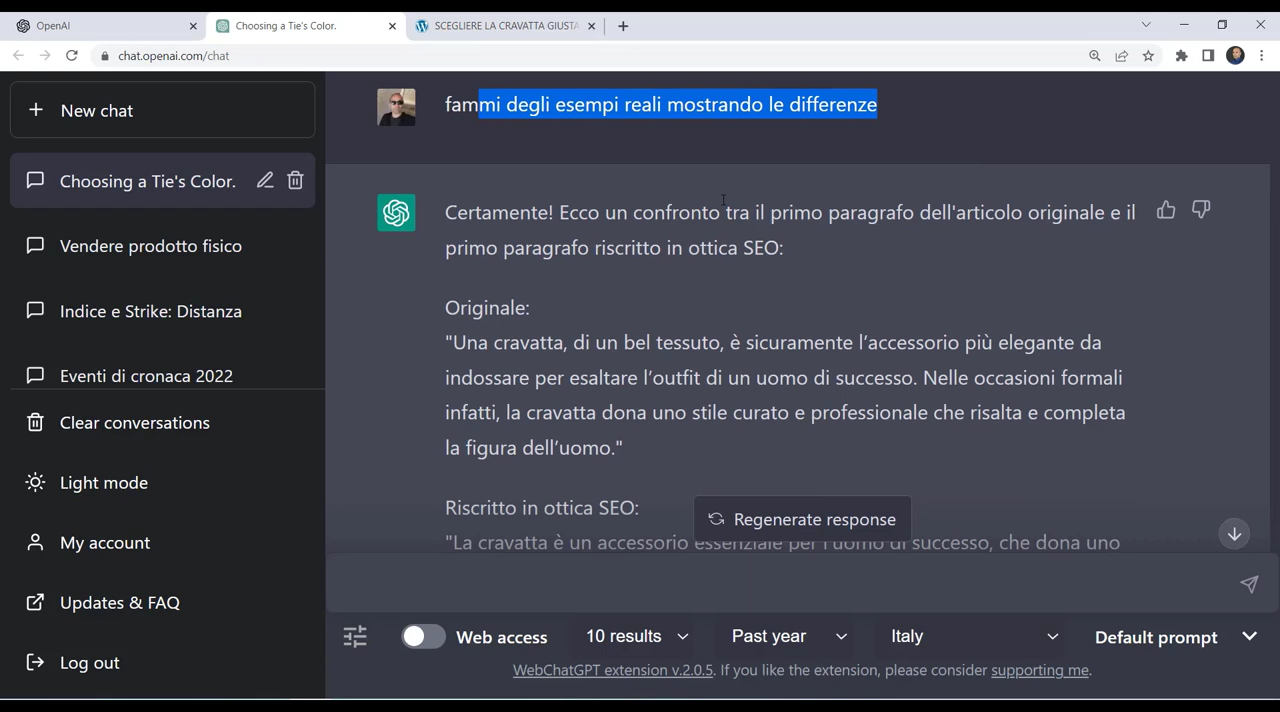 OpenAI
Choosing a Tie's Color.
SCEGLIERE LA CRAVATTA GIUSTA
chat.openai.com/chat
New chat
Choosing a Tie's Color.
Vendere prodotto fisico
Indice e Strike: Distanza
Eventi di cronaca 2022
Clear conversations
Light mode
My account
Updates & FAQ
Log out
fammi degli esempi reali mostrando le differenze
Certamente! Ecco un confronto tra il primo paragrafo dell'articolo originale e il
primo paragrafo riscritto in ottica SEO:
Originale:
"Una cravatta, di un bel tessuto, è sicuramente l’accessorio più elegante da
indossare per esaltare l’outfit di un uomo di successo. Nelle occasioni formali
infatti, la cravatta dona uno stile curato e professionale che risalta e completa
la figura dell’uomo."
Riscritto in ottica SEO:
"La cravatta è un accessorio essenziale per l'uomo di successo, che dona uno
Regenerate response
Web access
10 results
Past year
Italy
Default prompt
WebChatGPT extension v.2.0.5. If you like the extension, please consider supporting me.